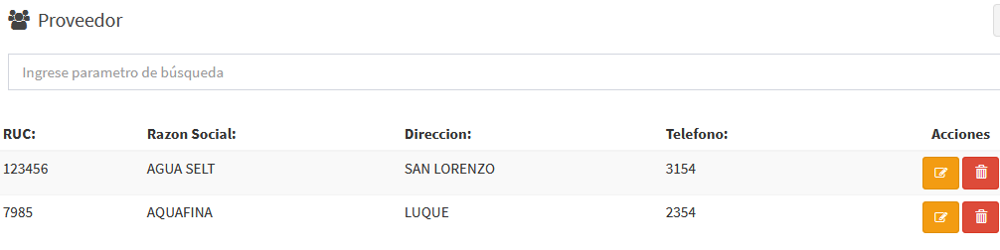 Proveedor
Ingrese parametro de búsqueda
RUC: Razon Social: Direccion: Telefono: Acciones
123456 AGUA SELT SAN LORENZO 3154
7985 AQUAFINA LUQUE 2354